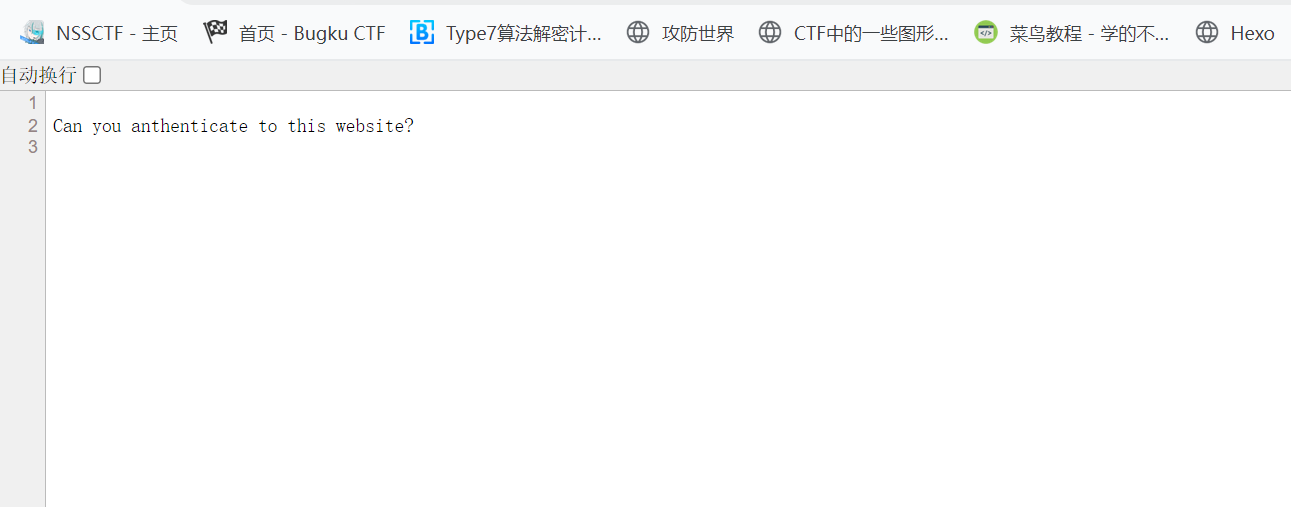 NSSCTF - 主页 首页 - Bugku CTF Type7算法解密计... 攻防世界 CTF中的一些图形... 菜鸟教程 - 学的不... Hexo
自动换行
1
2 Can you anthenticate to this website?
3